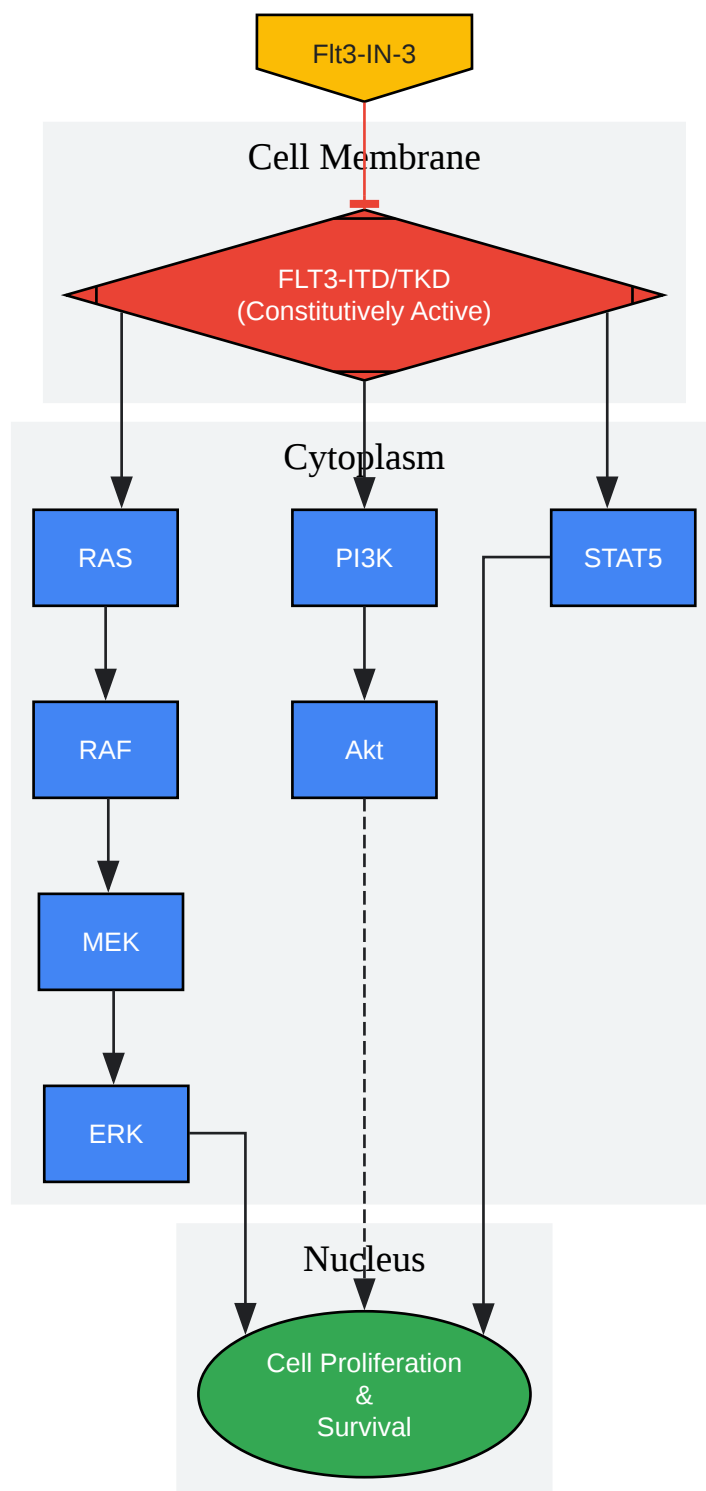 Flt3-IN-3
Cell Membrane
FLT3-ITD/TKD
(Constitutively Active)
Cytoplasm
RAS
PI3K
STAT5
RAF
Akt
MEK
ERK
Nucleus
Cell Proliferation
&
Survival